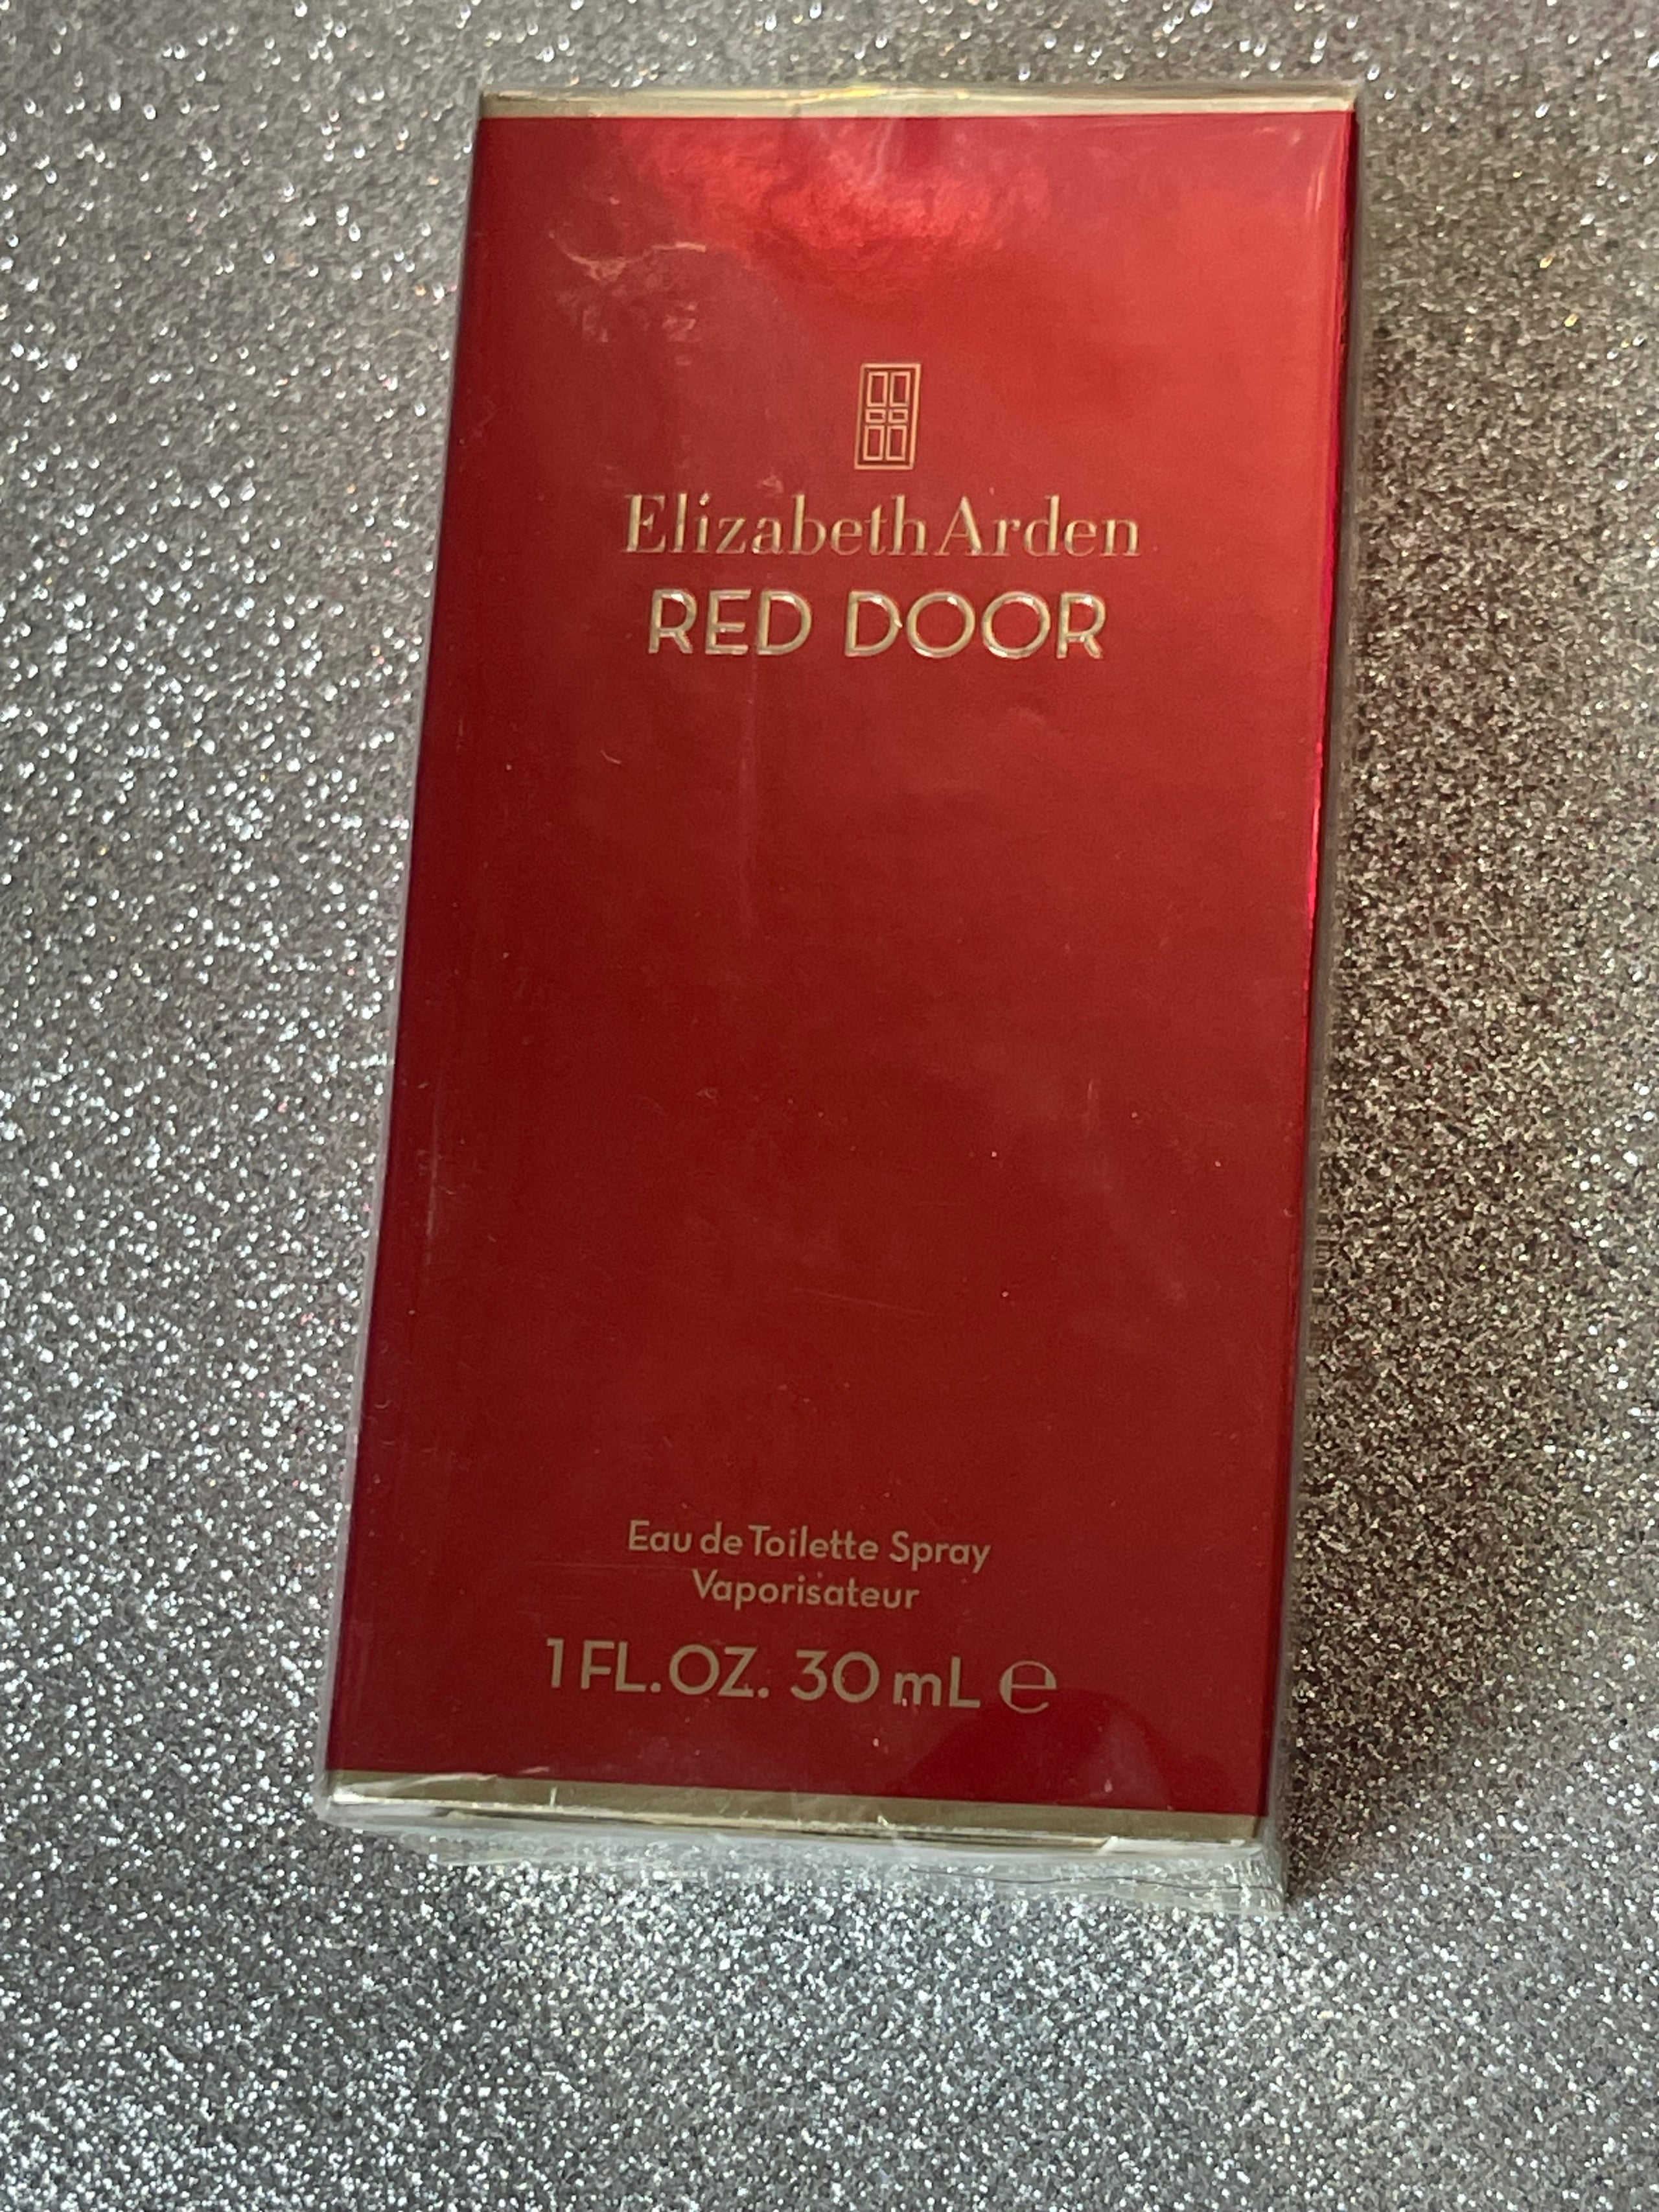 Elizabeth Arden
RED DOOR
Eau de Toilette Spray
Vaporisateur
1 FL.OZ. 30 mL ℮